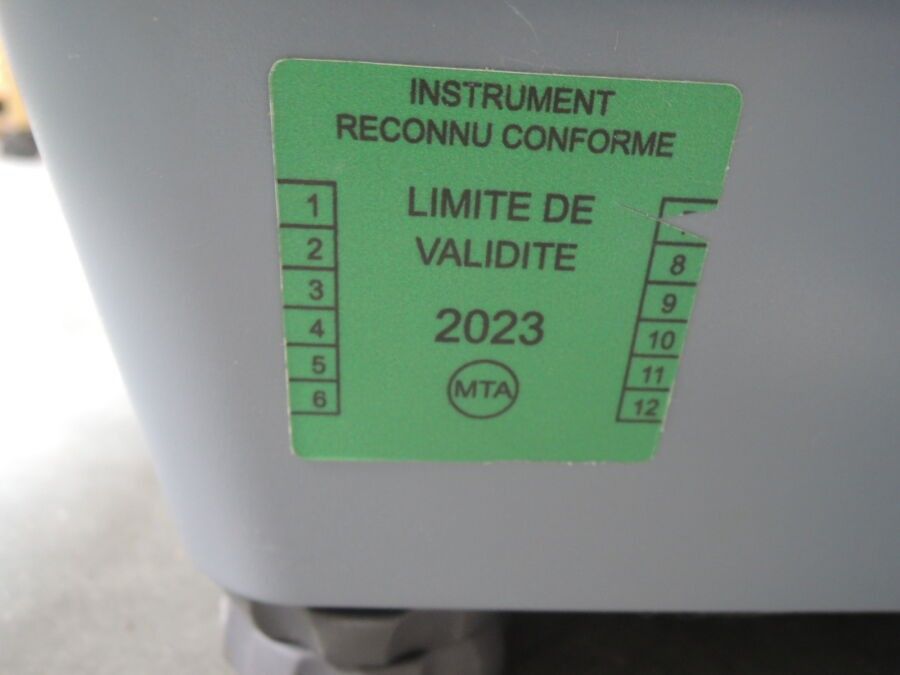 INSTRUMENT
RECONNU CONFORME
LIMITE DE
VALIDITE
2023
MTA
1
2
3
4
5
6
8
9
10
11
12